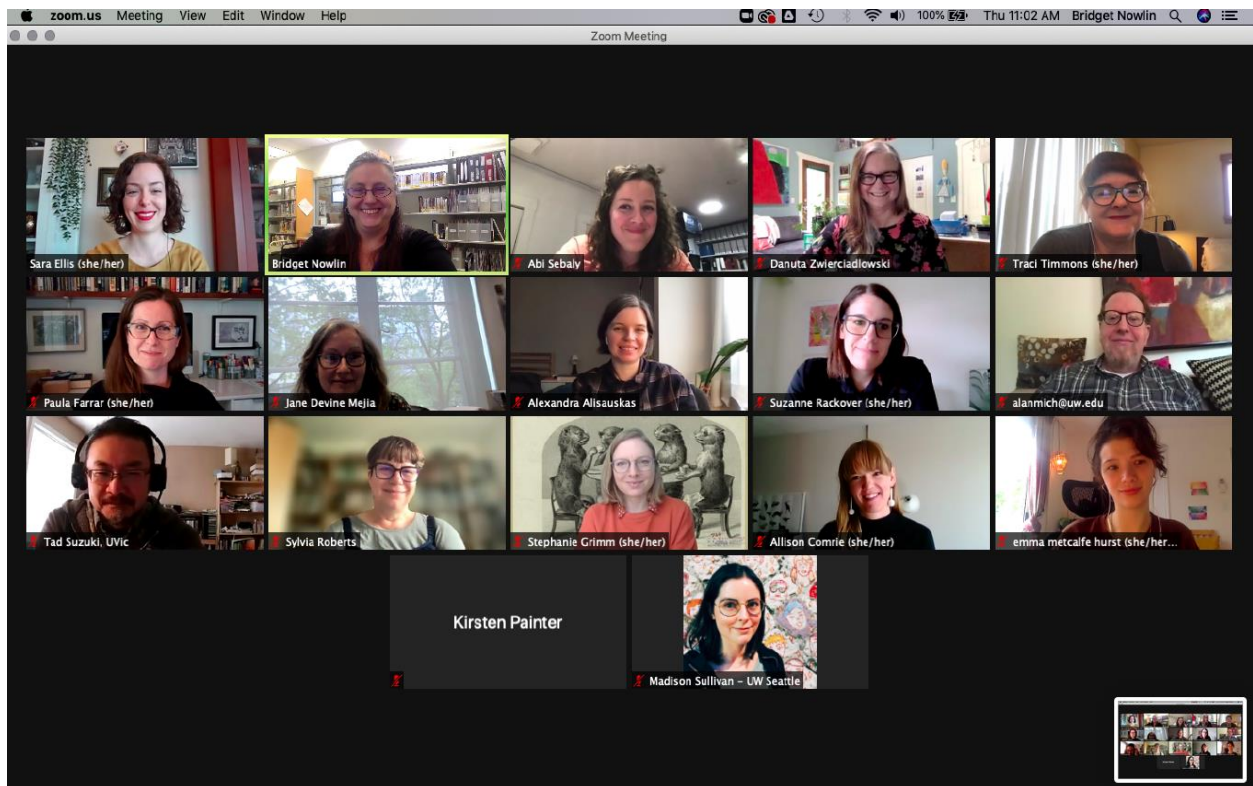 zoom.us Meeting View Edit Window Help 100% Thu 11:02 AM Bridget Nowlin
Zoom Meeting
Sara Ellis (she/her)
Bridget Nowlin
Abi Sebaly
Danuta Zwierciadlowski
Traci Timmons (she/her)
Paula Farrar (she/her)
Jane Devine Mejia
Alexandra Alisauskas
Suzanne Rackover (she/her)
alanmich@uw.edu
Tad Suzuki, UVic
Sylvia Roberts
Stephanie Grimm (she/her)
Allison Comrie (she/her)
emma metcalfe hurst (she/her...
Kirsten Painter
Madison Sullivan – UW Seattle